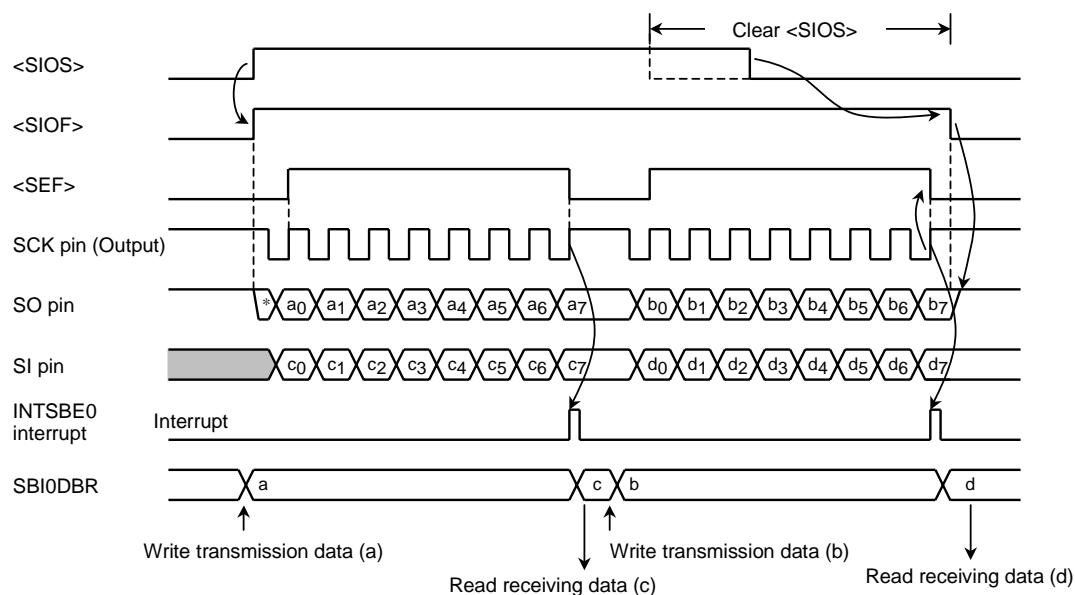 Clear <SIOS>
<SIOS>
<SIOF>
<SEF>
SCK pin (Output)
SO pin
* a0 a1 a2 a3 a4 a5 a6 a7 b0 b1 b2 b3 b4 b5 b6 b7
SI pin
c0 c1 c2 c3 c4 c5 c6 c7 d0 d1 d2 d3 d4 d5 d6 d7
INTSBE0
interrupt
Interrupt
SBI0DBR
a c b d
Write transmission data (a)
Write transmission data (b)
Read receiving data (c)
Read receiving data (d)